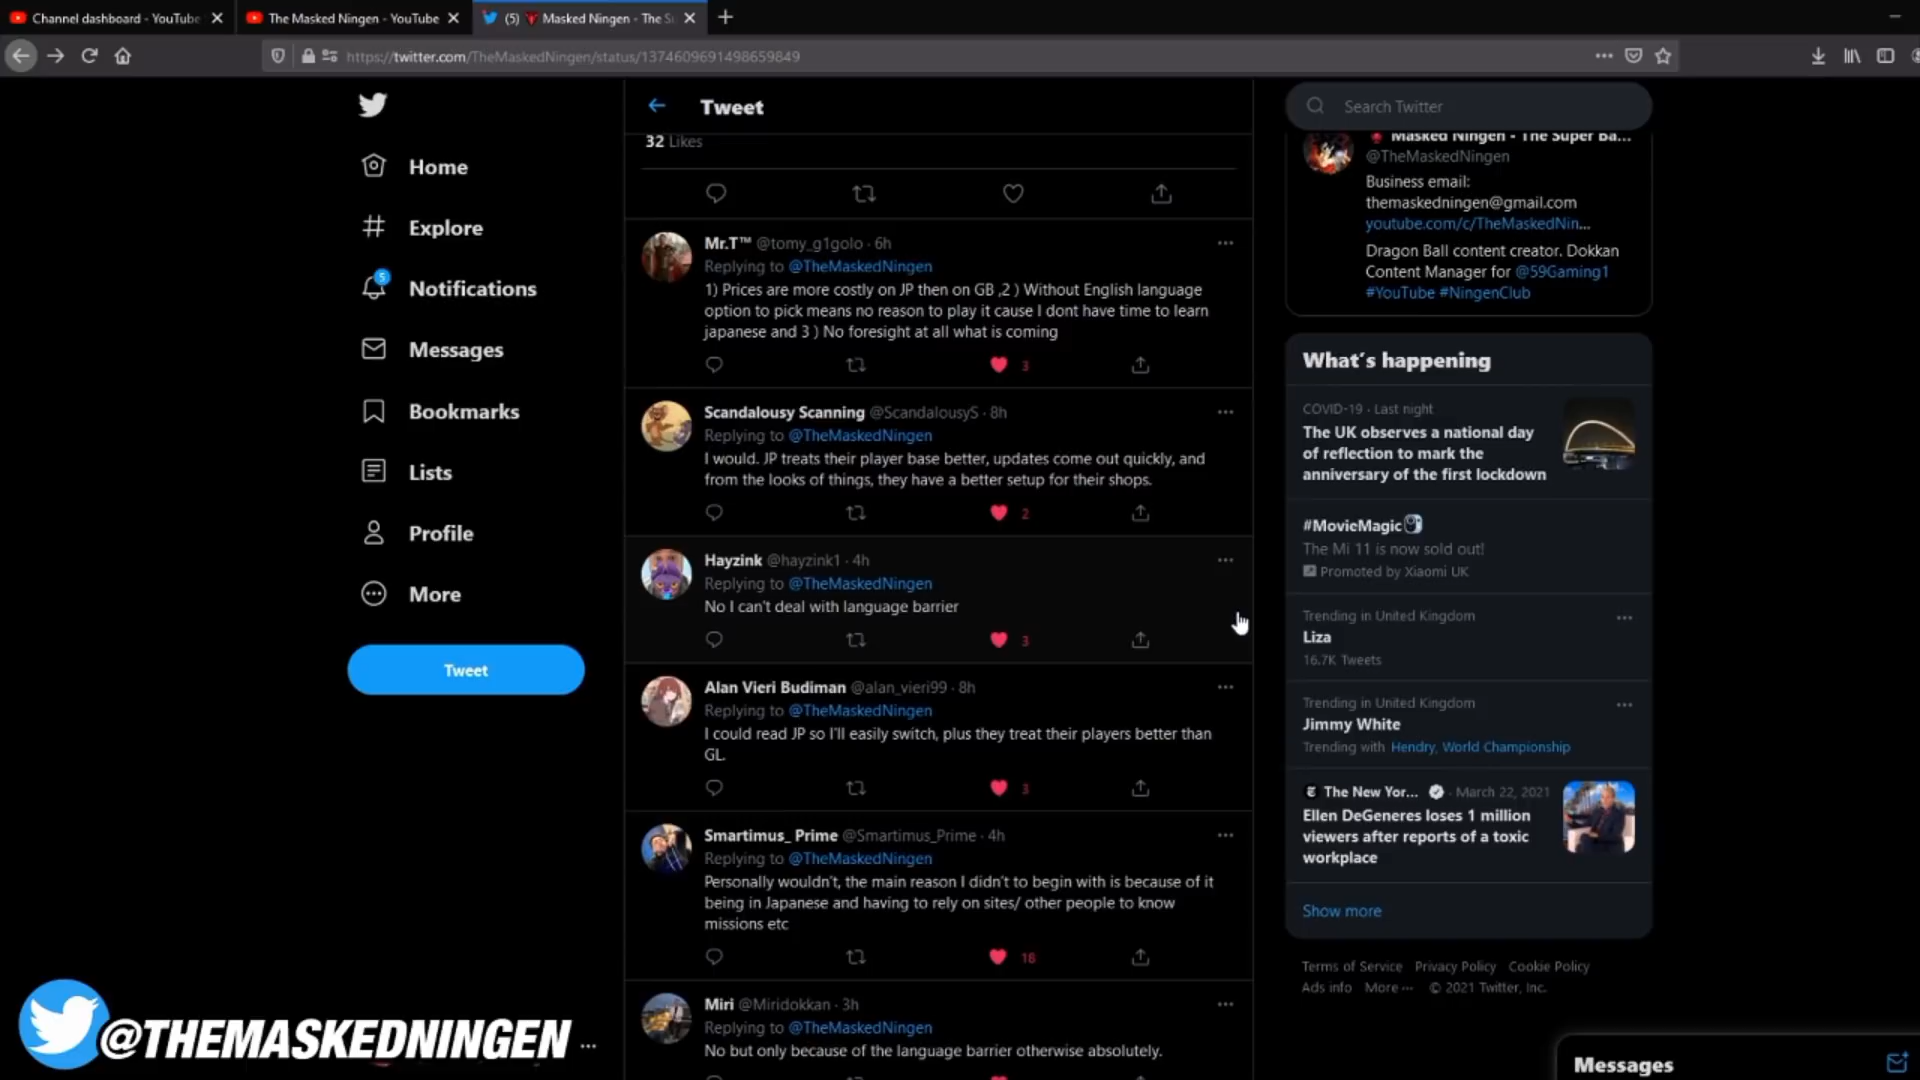 Channel dashboard - YouTube
The Masked Ningen - YouTube
(5) Masked Ningen - The Su
https://twitter.com/TheMaskedNingen/status/1374609691498659849
Home
Explore
5
Notifications
Messages
Bookmarks
Lists
Profile
More
Tweet
@THEMASKEDNINGEN
Tweet
32 Likes
Mr.T™ @tomy_g1golo · 6h
Replying to @TheMaskedNingen
1) Prices are more costly on JP then on GB ,2 ) Without English language
option to pick means no reason to play it cause I dont have time to learn
japanese and 3 ) No foresight at all what is coming
3
Scandalousy Scanning @ScandalousyS · 8h
Replying to @TheMaskedNingen
I would. JP treats their player base better, updates come out quickly, and
from the looks of things, they have a better setup for their shops.
2
Hayzink @hayzink1 · 4h
Replying to @TheMaskedNingen
No I can't deal with language barrier
3
Alan Vieri Budiman @alan_vieri99 · 8h
Replying to @TheMaskedNingen
I could read JP so I'll easily switch, plus they treat their players better than
GL.
3
Smartimus_ Prime @Smartimus_Prime · 4h
Replying to @TheMaskedNingen
Personally wouldn't, the main reason I didn't to begin with is because of it
being in Japanese and having to rely on sites/ other people to know
missions etc
18
Miri @Miridokkan · 3h
Replying to @TheMaskedNingen
No but only because of the language barrier otherwise absolutely.
Search Twitter
Masked Ningen - The Super Ba...
@TheMaskedNingen
Business email:
themaskedningen@gmail.com
youtube.com/c/TheMaskedNin...
Dragon Ball content creator. Dokkan
Content Manager for @59Gaming1
#YouTube #NingenClub
What's happening
COVID-19 · Last night
The UK observes a national day
of reflection to mark the
anniversary of the first lockdown
#MovieMagic
The Mi 11 is now sold out!
Promoted by Xiaomi UK
Trending in United Kingdom
Liza
16.7K Tweets
Trending in United Kingdom
Jimmy White
Trending with Hendry, World Championship
The New Yor... · March 22, 2021
Ellen DeGeneres loses 1 million
viewers after reports of a toxic
workplace
Show more
Terms of Service Privacy Policy Cookie Policy
Ads info More ··· © 2021 Twitter, Inc.
Messages